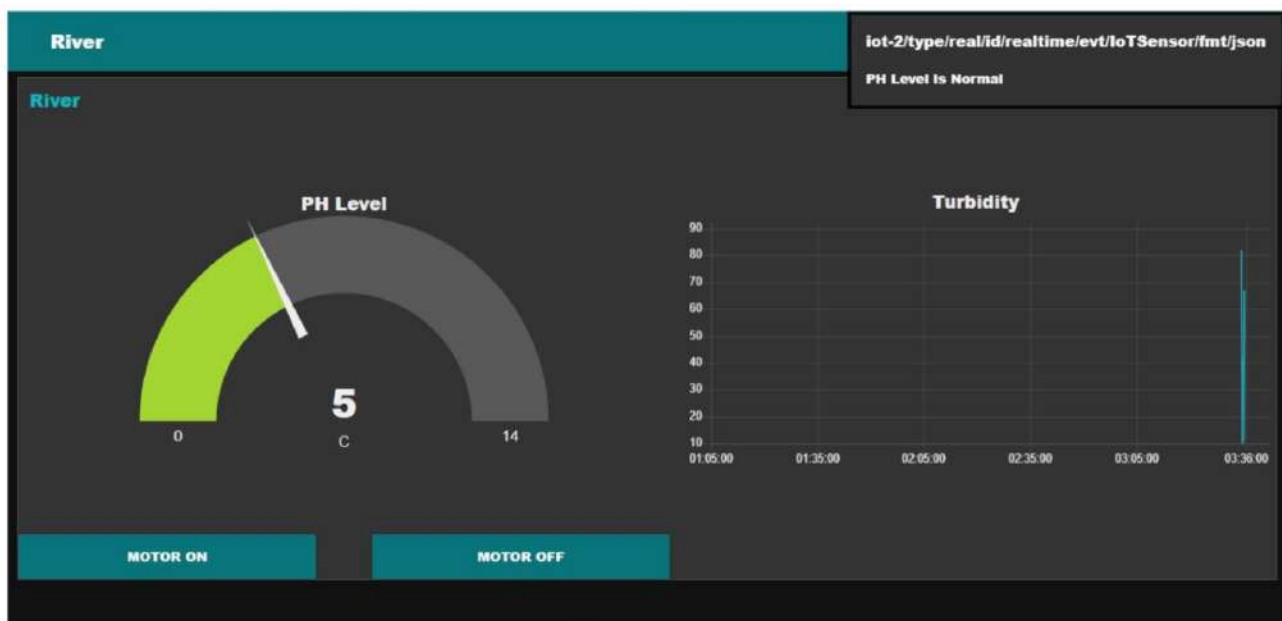 River
iot-2/type/real/id/realtime/evt/IoTSensor/fmt/json
PH Level Is Normal
River
PH Level
5
C
0
14
Turbidity
90
80
70
60
50
40
30
20
10
01:05:00 01:35:00 02:05:00 02:35:00 03:05:00 03:36:00
MOTOR ON
MOTOR OFF